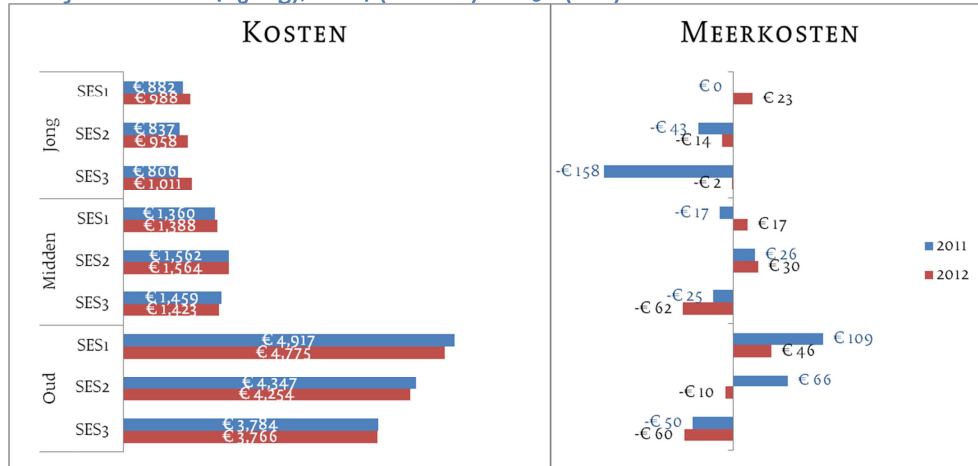 KOSTEN
Jong
SES1
€ 882
€ 988
SES2
€ 837
€ 958
SES3
€ 806
€ 1,011
Midden
SES1
€ 1,360
€ 1,388
SES2
€ 1,562
€ 1,564
SES3
€ 1,459
€ 1,423
Oud
SES1
€ 4,917
€ 4,775
SES2
€ 4,347
€ 4,254
SES3
€ 3,784
€ 3,766
MEERKOSTEN
€ 0
€ 23
-€ 43
-€ 14
-€ 158
-€ 2
-€ 17
€ 17
€ 26
€ 30
-€ 25
-€ 62
€ 109
€ 46
€ 66
-€ 10
-€ 50
-€ 60
2011
2012